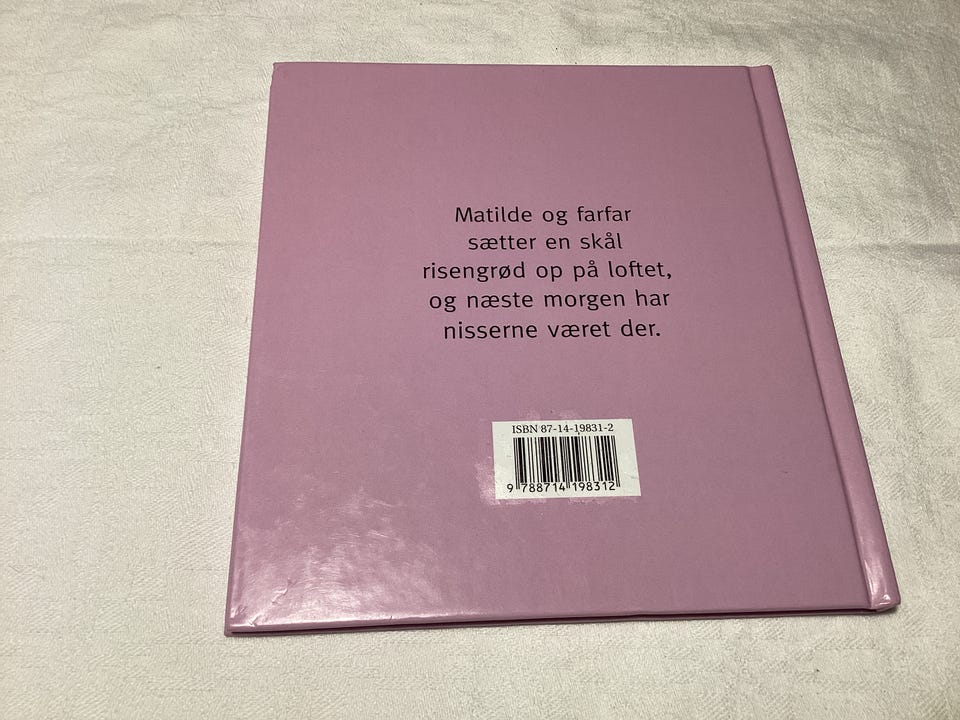 Matilde og farfar
sætter en skål
risengrød op på loftet,
og næste morgen har
nisserne været der.
ISBN 87-14-19831-2
9 788714 198312